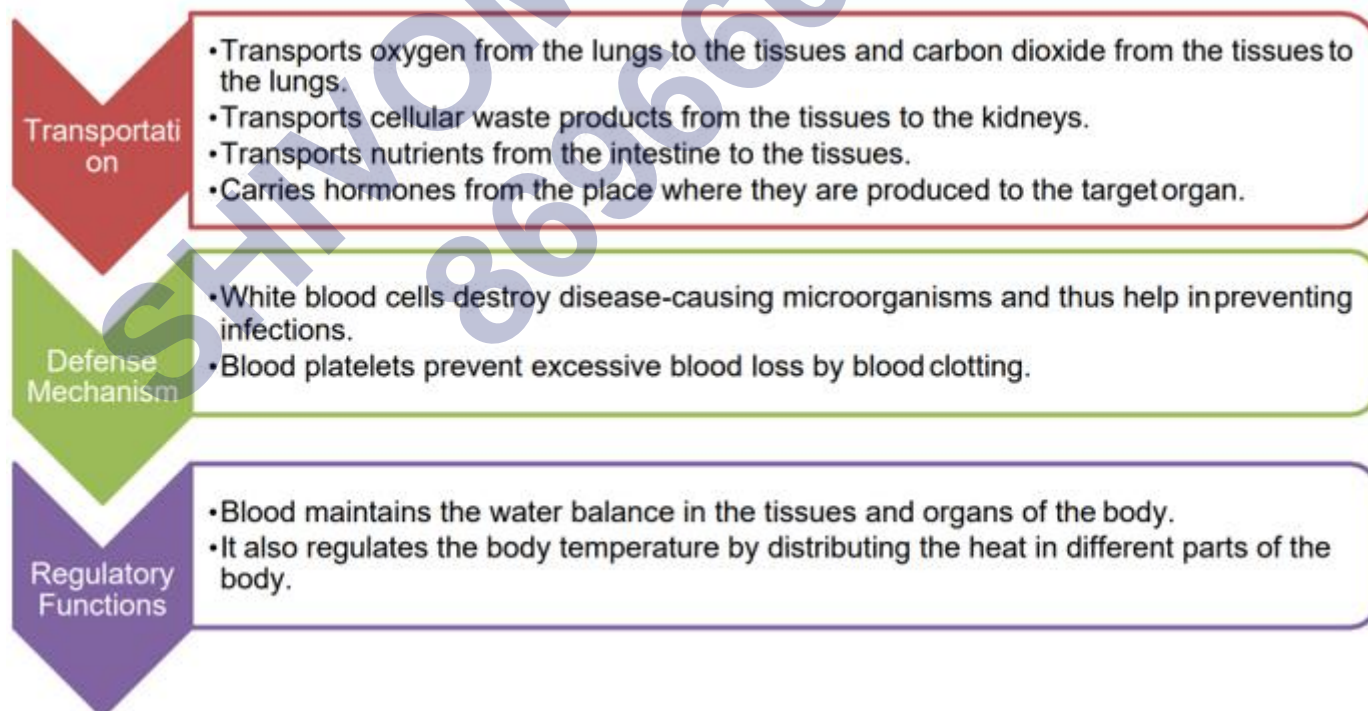 Transportati
on
•Transports oxygen from the lungs to the tissues and carbon dioxide from the tissues to
the lungs.
•Transports cellular waste products from the tissues to the kidneys.
•Transports nutrients from the intestine to the tissues.
•Carries hormones from the place where they are produced to the target organ.
Defense
Mechanism
•White blood cells destroy disease-causing microorganisms and thus help in preventing
infections.
•Blood platelets prevent excessive blood loss by blood clotting.
Regulatory
Functions
•Blood maintains the water balance in the tissues and organs of the body.
•It also regulates the body temperature by distributing the heat in different parts of the
body.